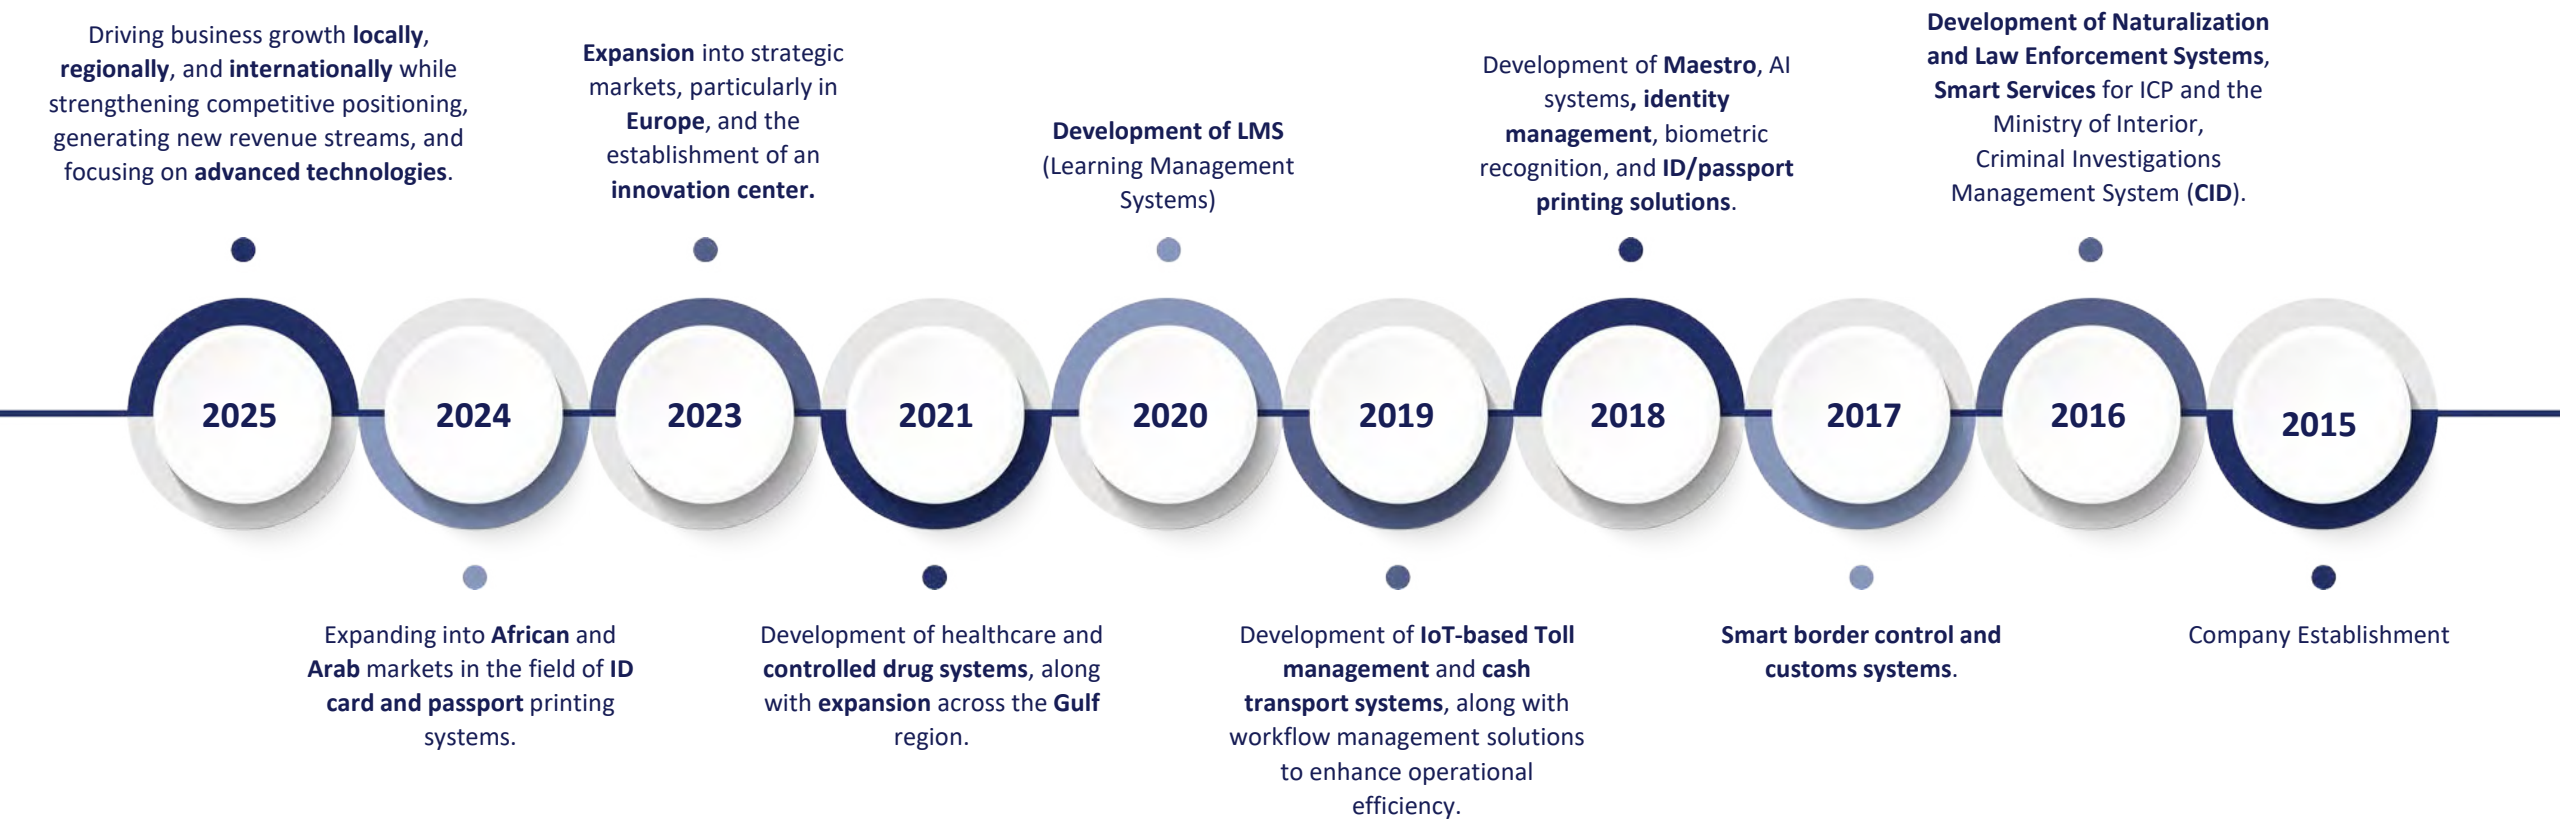 Driving business growth locally,
regionally, and internationally while
strengthening competitive positioning,
generating new revenue streams, and
focusing on advanced technologies.
Expansion into strategic
markets, particularly in
Europe, and the
establishment of an
innovation center.
Development of LMS
(Learning Management
Systems)
Development of Maestro, AI
systems, identity
management, biometric
recognition, and ID/passport
printing solutions.
Development of Naturalization
and Law Enforcement Systems,
Smart Services for ICP and the
Ministry of Interior,
Criminal Investigations
Management System (CID).
2025
2024
2023
2021
2020
2019
2018
2017
2016
2015
Expanding into African and
Arab markets in the field of ID
card and passport printing
systems.
Development of healthcare and
controlled drug systems, along
with expansion across the Gulf
region.
Development of IoT-based Toll
management and cash
transport systems, along with
workflow management solutions
to enhance operational
efficiency.
Smart border control and
customs systems.
Company Establishment